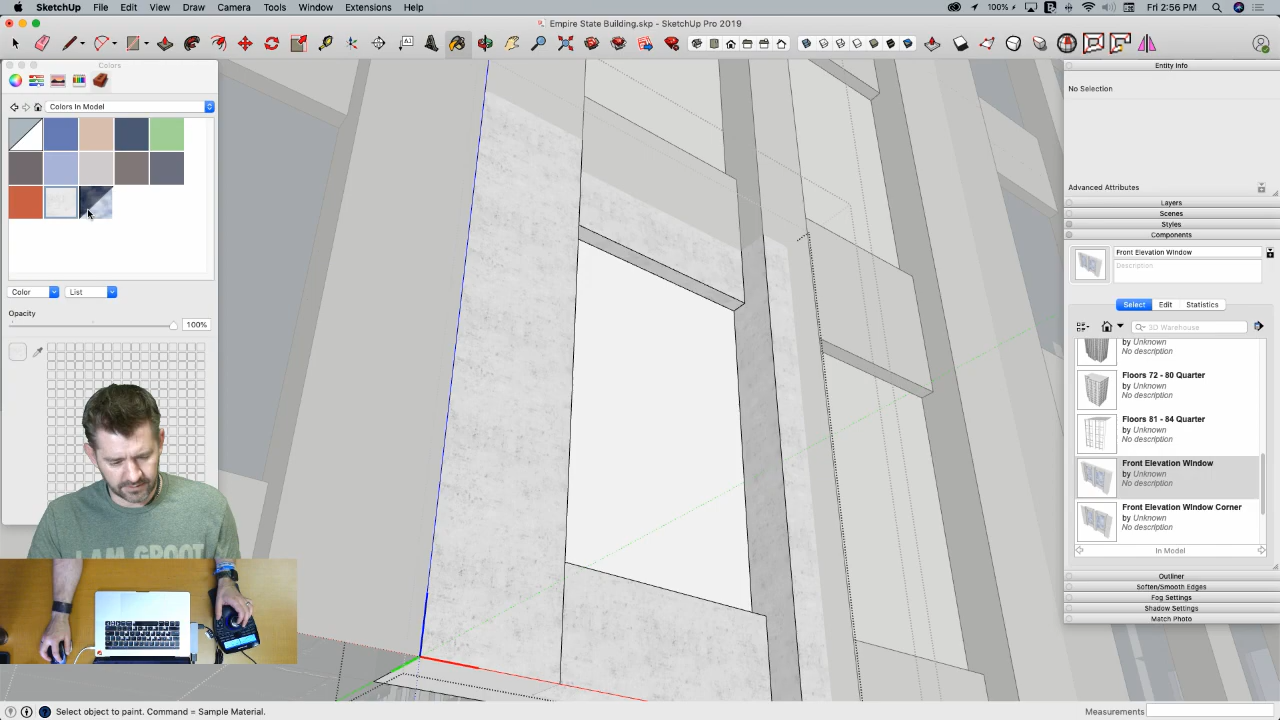 SketchUp File Edit View Draw Camera Tools Window Extensions Help 100% Fri 2:56 PM
Empire State Building.skp - SketchUp Pro 2019
Colors
Colors In Model
Color List
Opacity
100%
I AM GROOT
Entity Info
No Selection
Advanced Attributes
Layers
Scenes
Styles
Components
Front Elevation Window
Description
Select Edit Statistics
3D Warehouse
by Unknown
No description
Floors 72 - 80 Quarter
by Unknown
No description
Floors 81 - 84 Quarter
by Unknown
No description
Front Elevation Window
by Unknown
No description
Front Elevation Window Corner
by Unknown
No description
In Model
Outliner
Soften/Smooth Edges
Fog Settings
Shadow Settings
Match Photo
Select object to paint. Command = Sample Material.
Measurements